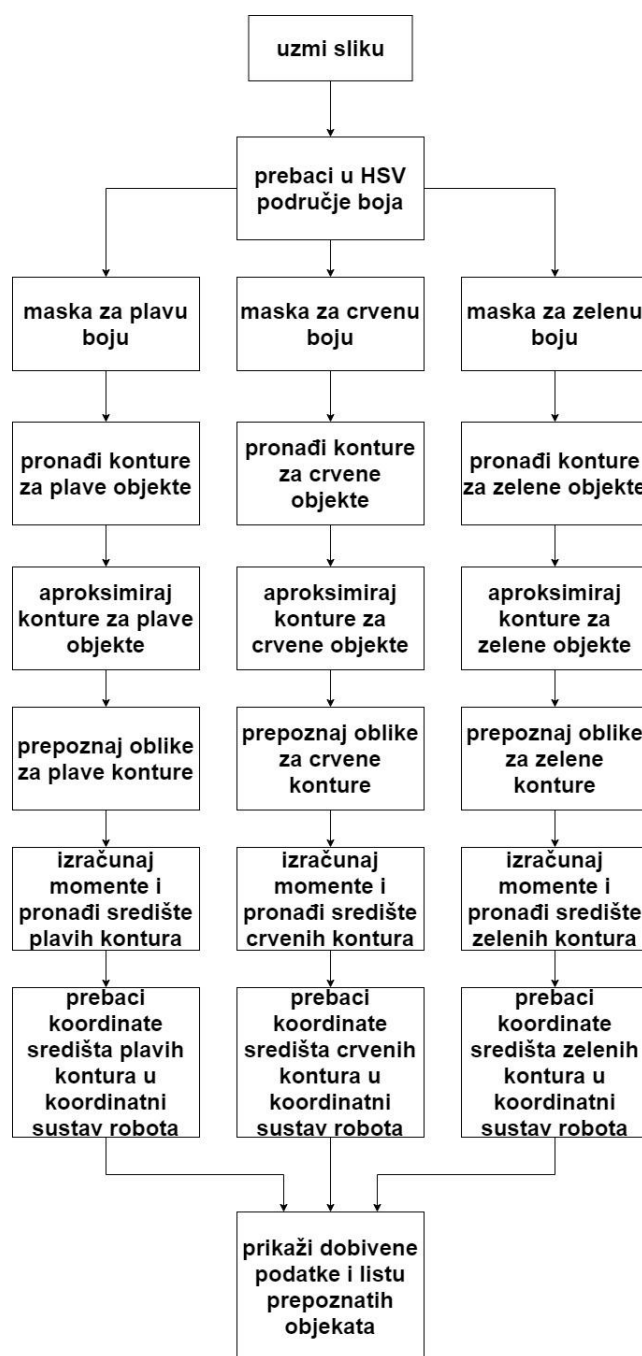 uzmi sliku
prebaci u HSV
područje boja
maska za plavu
boju
maska za crvenu
boju
maska za zelenu
boju
pronađi konture
za plave objekte
pronađi konture
za crvene
objekte
pronađi konture
za zelene objekte
aproksimiraj
konture za plave
objekte
aproksimiraj
konture za
crvene objekte
aproksimiraj
konture za
zelene objekte
prepoznaj oblike
za plave konture
prepoznaj oblike
za crvene
konture
prepoznaj oblike
za zelene
konture
izračunaj
momente i
pronađi središte
plavih kontura
izračunaj
momente i
pronađi središte
crvenih kontura
izračunaj
momente i
pronađi središte
zelenih kontura
prebaci
koordinate
središta plavih
kontura u
koordinatni
sustav robota
prebaci
koordinate
središta crvenih
kontura u
koordinatni
sustav robota
prebaci
koordinate
središta zelenih
kontura u
koordinatni
sustav robota
prikaži dobivene
podatke i listu
prepoznatih
objekata